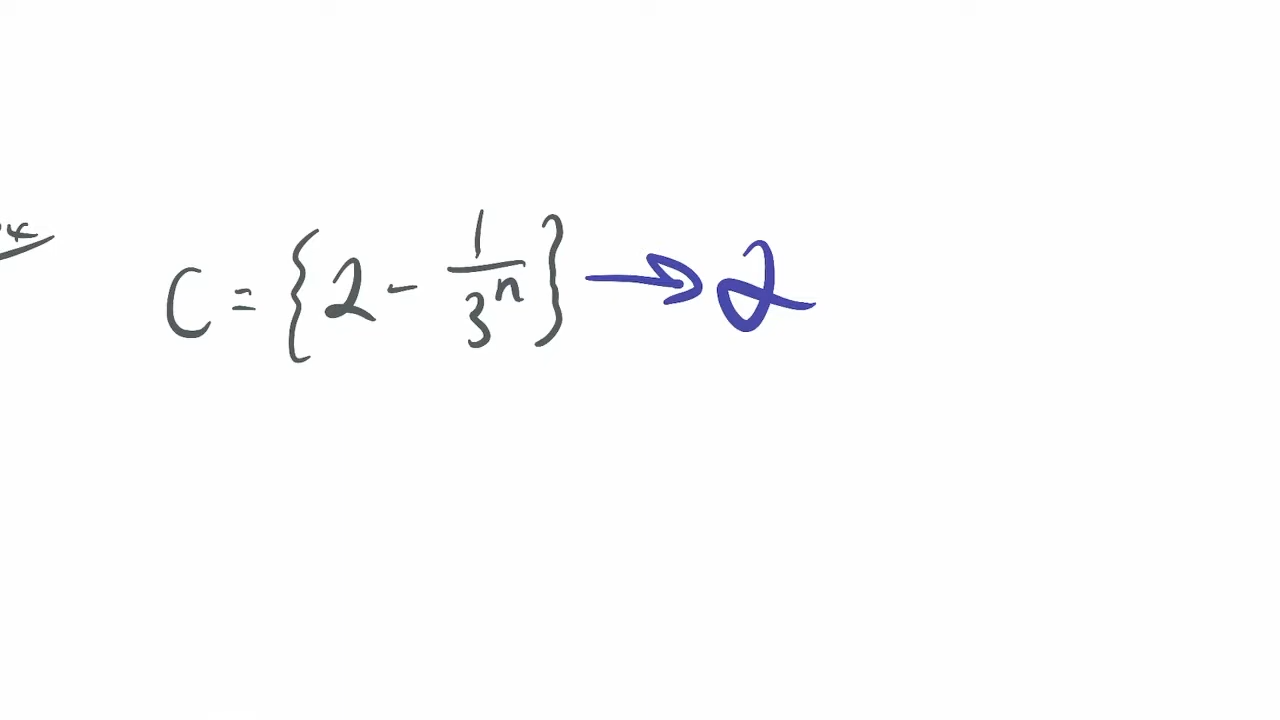 C = {2 - 1/3^n} → 2